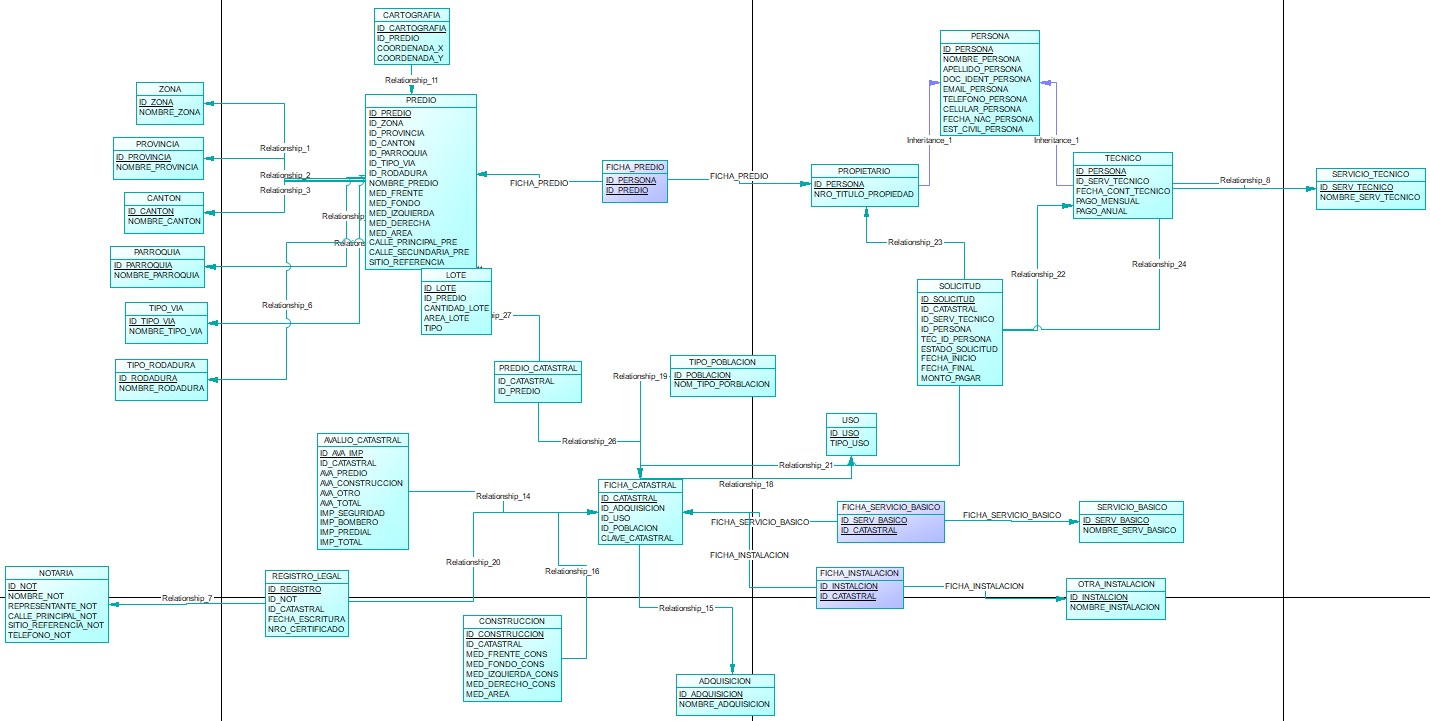 CARTOGRAFIA
ID_CARTOGRAFIA
ID_PREDIO
COORDENADA_X
COORDENADA_Y
Relationship_11
ZONA
ID_ZONA
NOMBRE_ZONA
PROVINCIA
ID_PROVINCIA
NOMBRE_PROVINCIA
CANTON
ID_CANTON
NOMBRE_CANTON
PARROQUIA
ID_PARROQUIA
NOMBRE_PARROQUIA
TIPO_VIA
ID_TIPO_VIA
NOMBRE_TIPO_VIA
TIPO_RODADURA
ID_RODADURA
NOMBRE_RODADURA
Relationship_1
Relationship_2
Relationship_3
Relationship_
Relations
Relationship_6
PREDIO
ID_PREDIO
ID_ZONA
ID_PROVINCIA
ID_CANTON
ID_PARROQUIA
ID_TIPO_VIA
ID_RODADURA
NOMBRE_PREDIO
MED_FRENTE
MED_FONDO
MED_IZQUIERDA
MED_DERECHA
MED_AREA
CALLE_PRINCIPAL_PRE
CALLE_SECUNDARIA_PRE
SITIO_REFERENCIA
LOTE
ID_LOTE
ID_PREDIO
CANTIDAD_LOTE
AREA_LOTE
TIPO
ip_27
FICHA_PREDIO
FICHA_PREDIO
ID_PERSONA
ID_PREDIO
FICHA_PREDIO
PROPIETARIO
ID_PERSONA
NRO_TITULO_PROPIEDAD
PERSONA
ID_PERSONA
NOMBRE_PERSONA
APELLIDO_PERSONA
DOC_IDENT_PERSONA
EMAIL_PERSONA
TELEFONO_PERSONA
CELULAR_PERSONA
FECHA_NAC_PERSONA
EST_CIVIL_PERSONA
Inheritance_1
Inheritance_1
TECNICO
ID_PERSONA
ID_SERV_TECNICO
FECHA_CONT_TECNICO
PAGO_MENSUAL
PAGO_ANUAL
Relationship_8
SERVICIO_TECNICO
ID_SERV_TECNICO
NOMBRE_SERV_TECNICO
Relationship_23
Relationship_22
Relationship_24
SOLICITUD
ID_SOLICITUD
ID_CATASTRAL
ID_SERV_TECNICO
ID_PERSONA
TEC_ID_PERSONA
ESTADO_SOLICITUD
FECHA_INICIO
FECHA_FINAL
MONTO_PAGAR
PREDIO_CATASTRAL
ID_CATASTRAL
ID_PREDIO
Relationship_19
TIPO_POBLACION
ID_POBLACION
NOM_TIPO_PORBLACION
USO
ID_USO
TIPO_USO
Relationship_26
Relationship_21
Relationship_18
AVALUO_CATASTRAL
ID_AVA_IMP
ID_CATASTRAL
AVA_PREDIO
AVA_CONSTRUCCION
AVA_OTRO
AVA_TOTAL
IMP_SEGURIDAD
IMP_BOMBERO
IMP_PREDIAL
IMP_TOTAL
Relationship_14
FICHA_CATASTRAL
ID_CATASTRAL
ID_ADQUISICION
ID_USO
ID_POBLACION
CLAVE_CATASTRAL
FICHA_SERVICIO_BASICO
FICHA_SERVICIO_BASICO
ID_SERV_BASICO
ID_CATASTRAL
FICHA_SERVICIO_BASICO
SERVICIO_BASICO
ID_SERV_BASICO
NOMBRE_SERV_BASICO
FICHA_INSTALACION
FICHA_INSTALACION
ID_INSTALCION
ID_CATASTRAL
FICHA_INSTALACION
OTRA_INSTALACION
ID_INSTALCION
NOMBRE_INSTALACION
Relationship_20
Relationship_16
NOTARIA
ID_NOT
NOMBRE_NOT
REPRESENTANTE_NOT
CALLE_PRINCIPAL_NOT
SITIO_REFERENCIA_NOT
TELEFONO_NOT
Relationship_7
REGISTRO_LEGAL
ID_REGISTRO
ID_NOT
ID_CATASTRAL
FECHA_ESCRITURA
NRO_CERTIFICADO
CONSTRUCCION
ID_CONSTRUCCION
ID_CATASTRAL
MED_FRENTE_CONS
MED_FONDO_CONS
MED_IZQUIERDA_CONS
MED_DERECHO_CONS
MED_AREA
Relationship_15
ADQUISICION
ID_ADQUISICION
NOMBRE_ADQUISICION